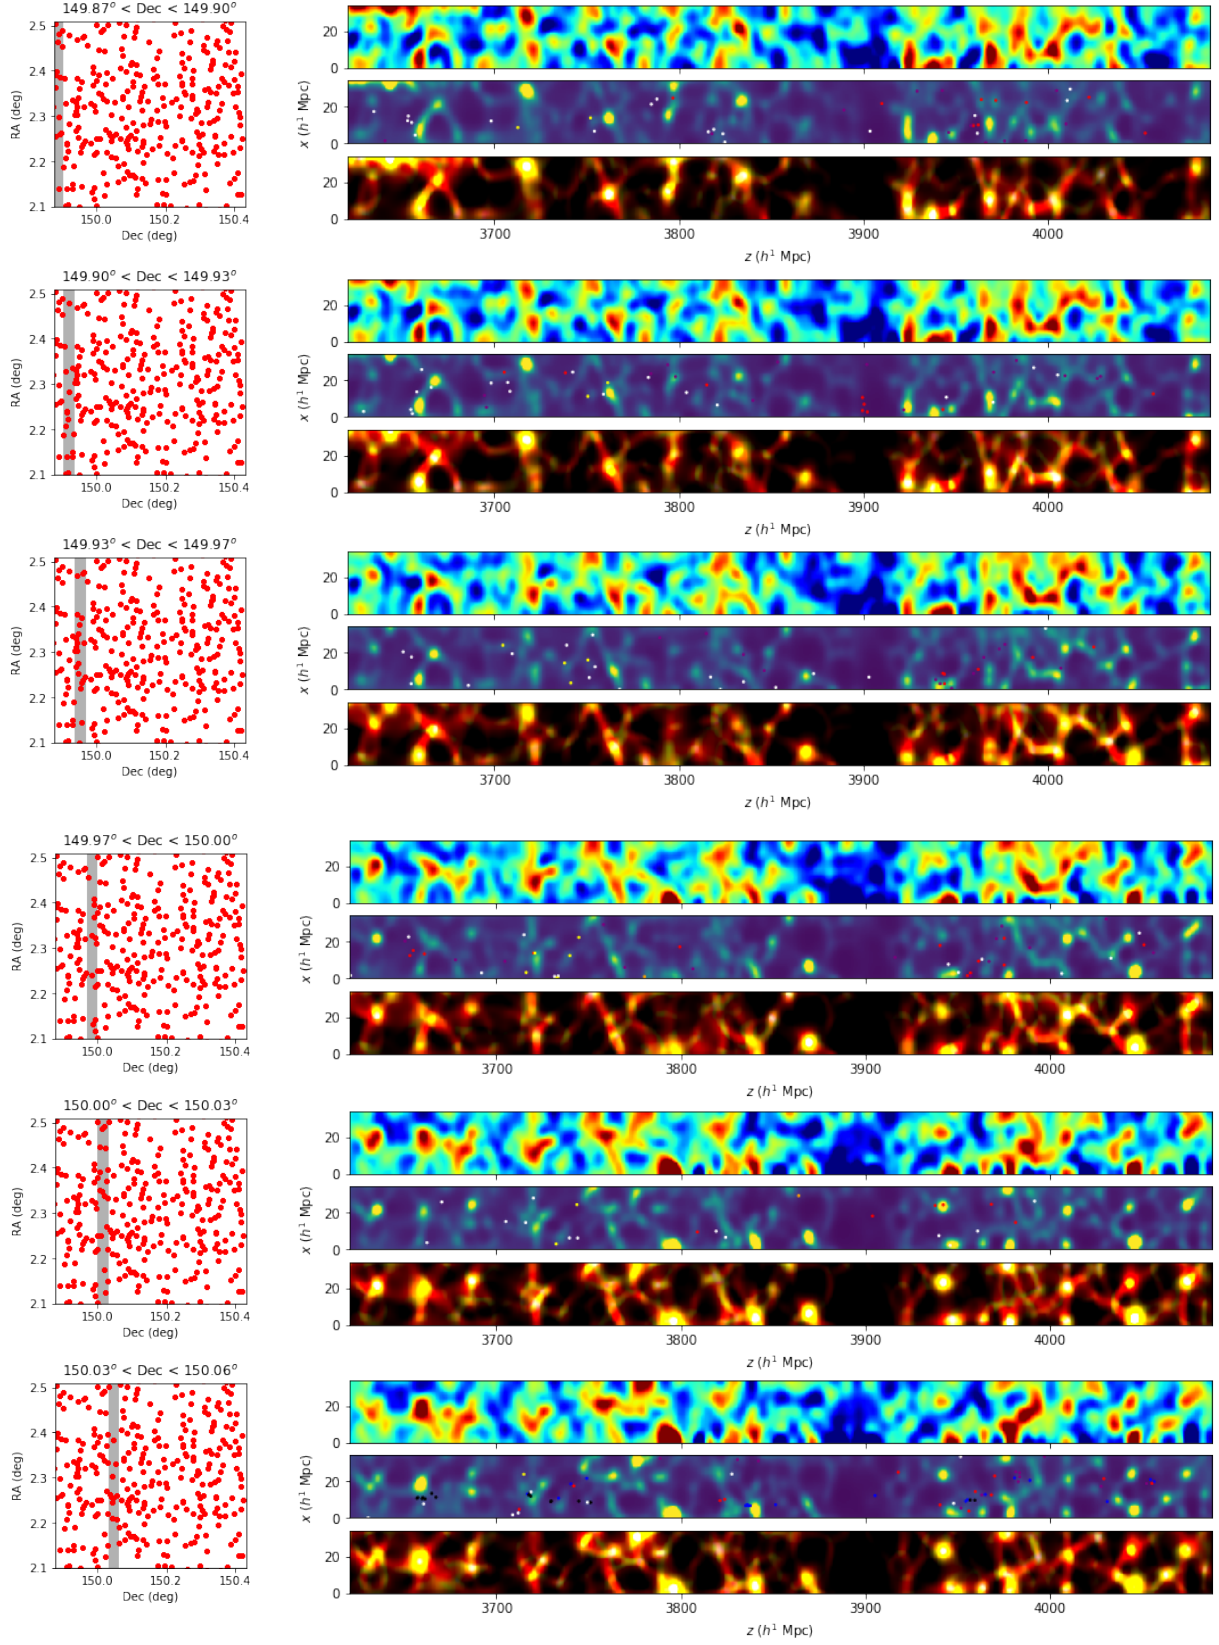 149.87° < Dec < 149.90°
2.5
2.4
2.3
2.2
2.1
RA (deg)
150.0 150.2 150.4
Dec (deg)
20
0
20
0
20
0
x (h¹ Mpc)
3700 3800 3900 4000
z (h¹ Mpc)
149.90° < Dec < 149.93°
2.5
2.4
2.3
2.2
2.1
RA (deg)
150.0 150.2 150.4
Dec (deg)
20
0
20
0
20
0
x (h¹ Mpc)
3700 3800 3900 4000
z (h¹ Mpc)
149.93° < Dec < 149.97°
2.5
2.4
2.3
2.2
2.1
RA (deg)
150.0 150.2 150.4
Dec (deg)
20
0
20
0
20
0
x (h¹ Mpc)
3700 3800 3900 4000
z (h¹ Mpc)
149.97° < Dec < 150.00°
2.5
2.4
2.3
2.2
2.1
RA (deg)
150.0 150.2 150.4
Dec (deg)
20
0
20
0
20
0
x (h¹ Mpc)
3700 3800 3900 4000
z (h¹ Mpc)
150.00° < Dec < 150.03°
2.5
2.4
2.3
2.2
2.1
RA (deg)
150.0 150.2 150.4
Dec (deg)
20
0
20
0
20
0
x (h¹ Mpc)
3700 3800 3900 4000
z (h¹ Mpc)
150.03° < Dec < 150.06°
2.5
2.4
2.3
2.2
2.1
RA (deg)
150.0 150.2 150.4
Dec (deg)
20
0
20
0
20
0
x (h¹ Mpc)
3700 3800 3900 4000
z (h¹ Mpc)